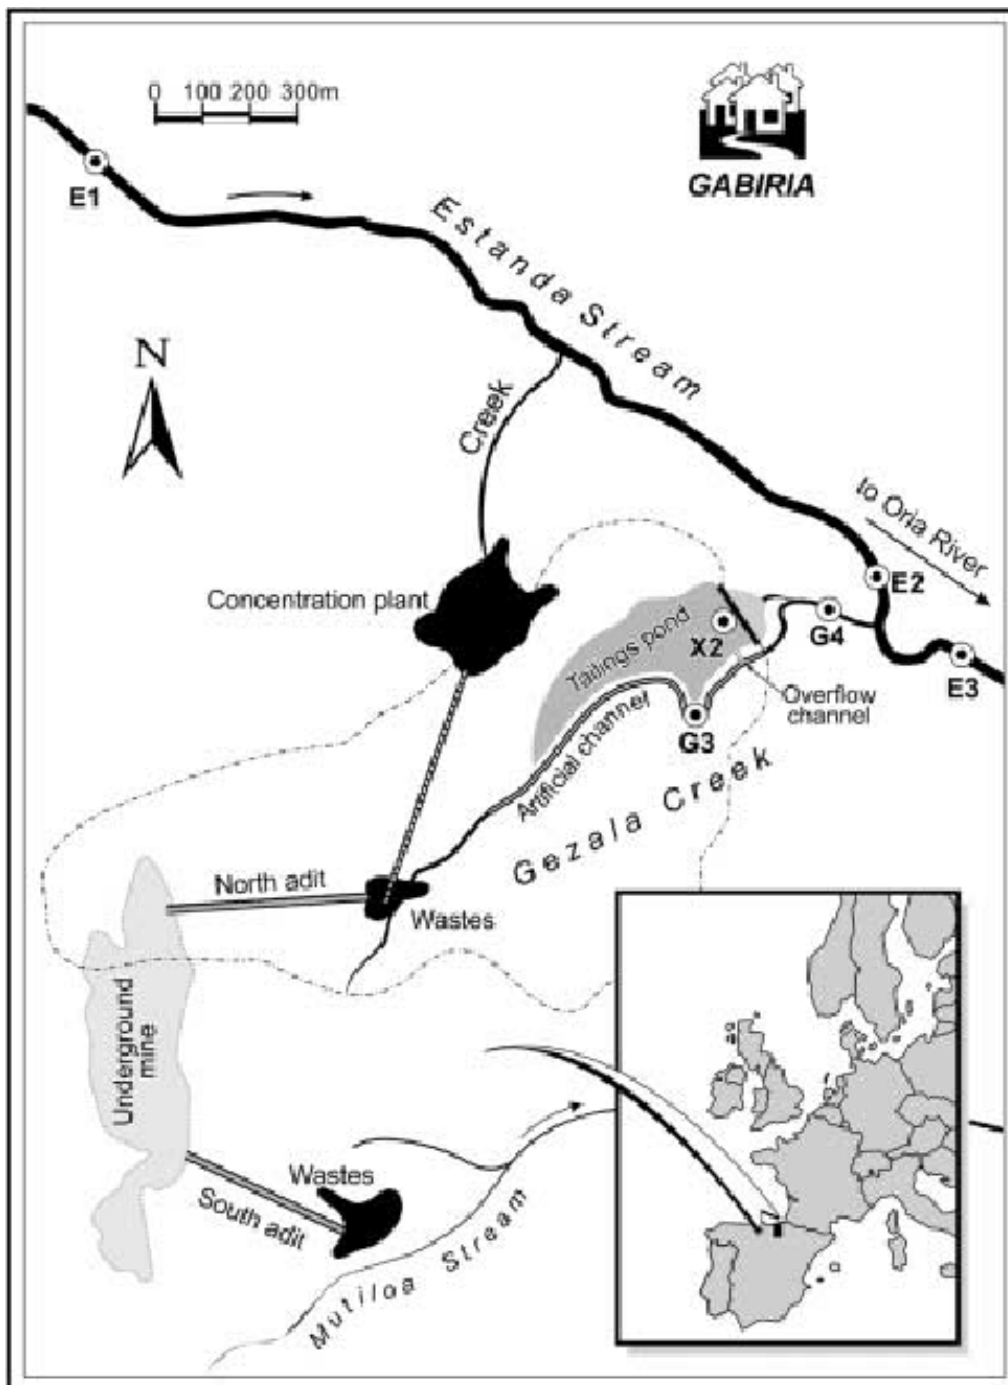 0 100 200 300m
GABIRIA
E1
Estanda Stream
N
Creek
to Oria River
Concentration plant
E2
Tailings pond
X2
G4
E3
Overflow
channel
G3
Artificial channel
Gezala Creek
North adit
Wastes
Underground
mine
Wastes
South adit
Mutiloa Stream